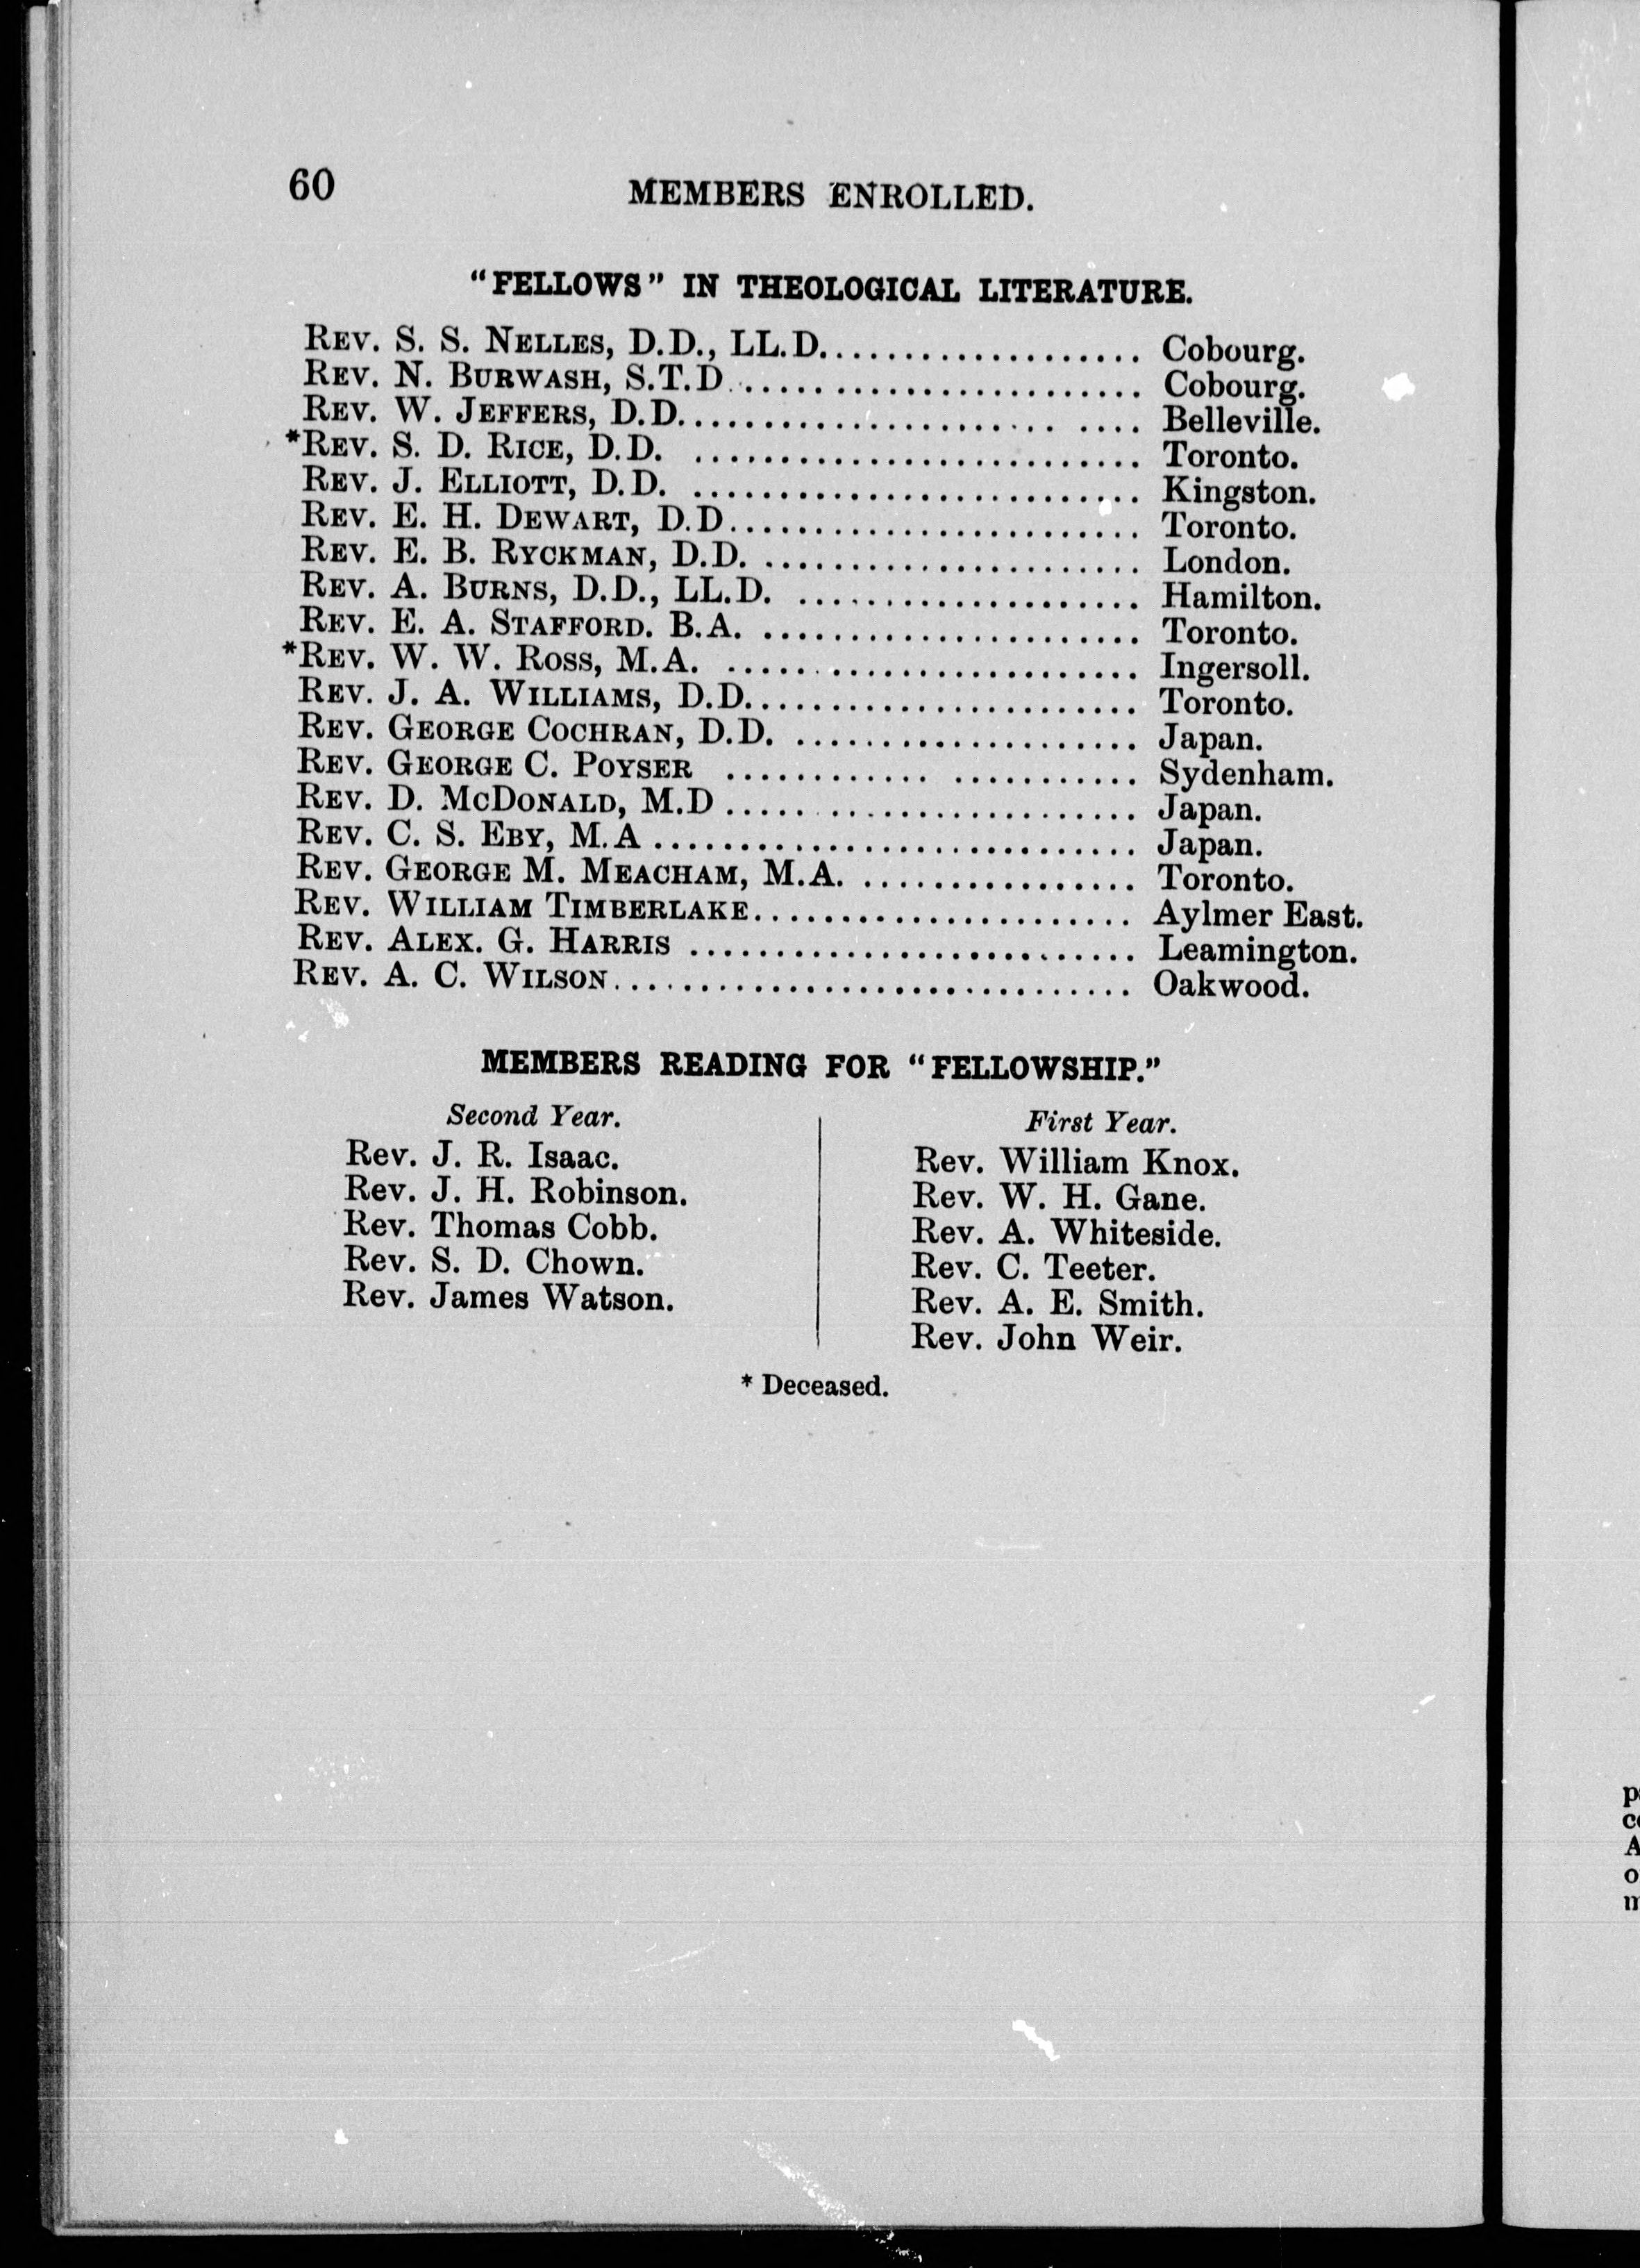 60 MEMBERS ENROLLED.
"FELLOWS" IN THEOLOGICAL LITERATURE.
REV. S. S. NELLES, D.D., LL.D. Cobourg.
REV. N. BURWASH, S.T.D. Cobourg.
REV. W. JEFFERS, D.D. Belleville.
*REV. S. D. RICE, D.D. Toronto.
REV. J. ELLIOTT, D.D. Kingston.
REV. E. H. DEWART, D.D. Toronto.
REV. E. B. RYCKMAN, D.D. London.
REV. A. BURNS, D.D., LL.D. Hamilton.
REV. E. A. STAFFORD. B.A. Toronto.
*REV. W. W. ROSS, M.A. Ingersoll.
REV. J. A. WILLIAMS, D.D. Toronto.
REV. GEORGE COCHRAN, D.D. Japan.
REV. GEORGE C. POYSER Sydenham.
REV. D. MCDONALD, M.D Japan.
REV. C. S. EBY, M.A Japan.
REV. GEORGE M. MEACHAM, M.A. Toronto.
REV. WILLIAM TIMBERLAKE Aylmer East.
REV. ALEX. G. HARRIS Leamington.
REV. A. C. WILSON Oakwood.
MEMBERS READING FOR "FELLOWSHIP."
Second Year.
Rev. J. R. Isaac.
Rev. J. H. Robinson.
Rev. Thomas Cobb.
Rev. S. D. Chown.
Rev. James Watson.
First Year.
Rev. William Knox.
Rev. W. H. Gane.
Rev. A. Whiteside.
Rev. C. Teeter.
Rev. A. E. Smith.
Rev. John Weir.
* Deceased.